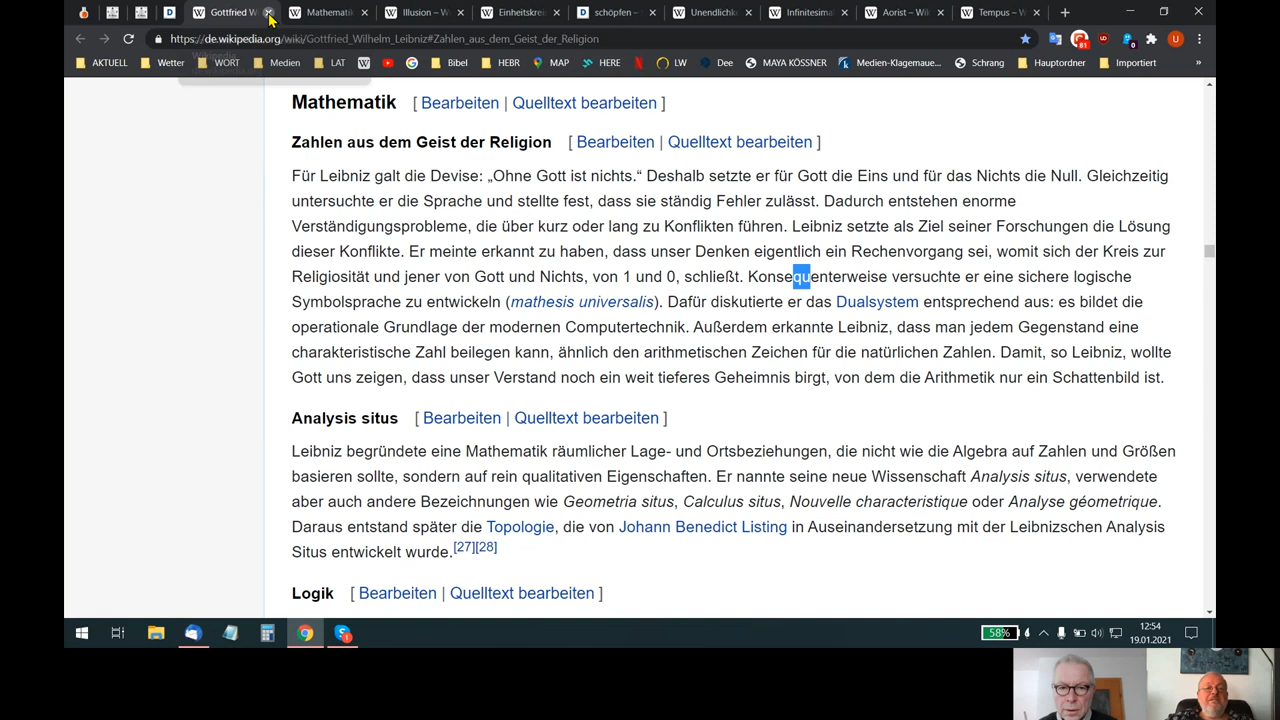 Gottfried W
Mathematik
Illusion – W
Einheitskrei
schöpfen – S
Unendlichk
Infinitesima
Aorist – Wik
Tempus – W
https://de.wikipedia.org/wiki/Gottfried_Wilhelm_Leibniz#Zahlen_aus_dem_Geist_der_Religion
AKTUELL
Wetter
WORT
Medien
LAT
Bibel
HEBR
MAP
HERE
LW
Dee
MAYA KÖSSNER
Medien-Klagemaue...
Schrang
Hauptordner
Importiert
»
Mathematik [ Bearbeiten | Quelltext bearbeiten ]
Zahlen aus dem Geist der Religion [ Bearbeiten | Quelltext bearbeiten ]
Für Leibniz galt die Devise: „Ohne Gott ist nichts.“ Deshalb setzte er für Gott die Eins und für das Nichts die Null. Gleichzeitig
untersuchte er die Sprache und stellte fest, dass sie ständig Fehler zulässt. Dadurch entstehen enorme
Verständigungsprobleme, die über kurz oder lang zu Konflikten führen. Leibniz setzte als Ziel seiner Forschungen die Lösung
dieser Konflikte. Er meinte erkannt zu haben, dass unser Denken eigentlich ein Rechenvorgang sei, womit sich der Kreis zur
Religiosität und jener von Gott und Nichts, von 1 und 0, schließt. Konsequenterweise versuchte er eine sichere logische
Symbolsprache zu entwickeln (mathesis universalis). Dafür diskutierte er das Dualsystem entsprechend aus: es bildet die
operationale Grundlage der modernen Computertechnik. Außerdem erkannte Leibniz, dass man jedem Gegenstand eine
charakteristische Zahl beilegen kann, ähnlich den arithmetischen Zeichen für die natürlichen Zahlen. Damit, so Leibniz, wollte
Gott uns zeigen, dass unser Verstand noch ein weit tieferes Geheimnis birgt, von dem die Arithmetik nur ein Schattenbild ist.
Analysis situs [ Bearbeiten | Quelltext bearbeiten ]
Leibniz begründete eine Mathematik räumlicher Lage- und Ortsbeziehungen, die nicht wie die Algebra auf Zahlen und Größen
basieren sollte, sondern auf rein qualitativen Eigenschaften. Er nannte seine neue Wissenschaft Analysis situs, verwendete
aber auch andere Bezeichnungen wie Geometria situs, Calculus situs, Nouvelle characteristique oder Analyse géometrique.
Daraus entstand später die Topologie, die von Johann Benedict Listing in Auseinandersetzung mit der Leibnizschen Analysis
Situs entwickelt wurde.[27][28]
Logik [ Bearbeiten | Quelltext bearbeiten ]
58%
12:54
19.01.2021